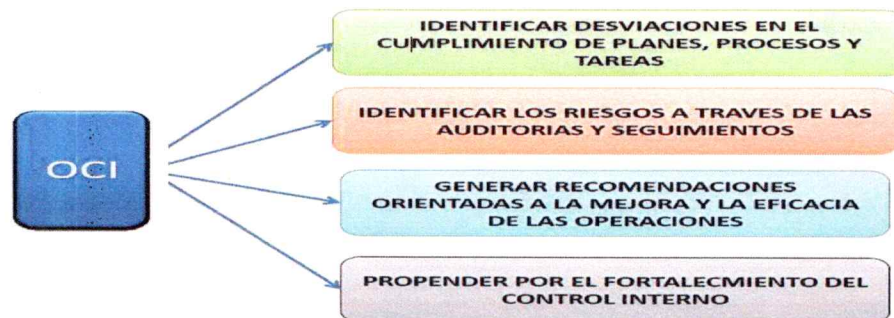 OCI
IDENTIFICAR DESVIACIONES EN EL
CUMPLIMIENTO DE PLANES, PROCESOS Y
TAREAS
IDENTIFICAR LOS RIESGOS A TRAVES DE LAS
AUDITORIAS Y SEGUIMIENTOS
GENERAR RECOMENDACIONES
ORIENTADAS A LA MEJORA Y LA EFICACIA
DE LAS OPERACIONES
PROPENDER POR EL FORTALECMIENTO DEL
CONTROL INTERNO